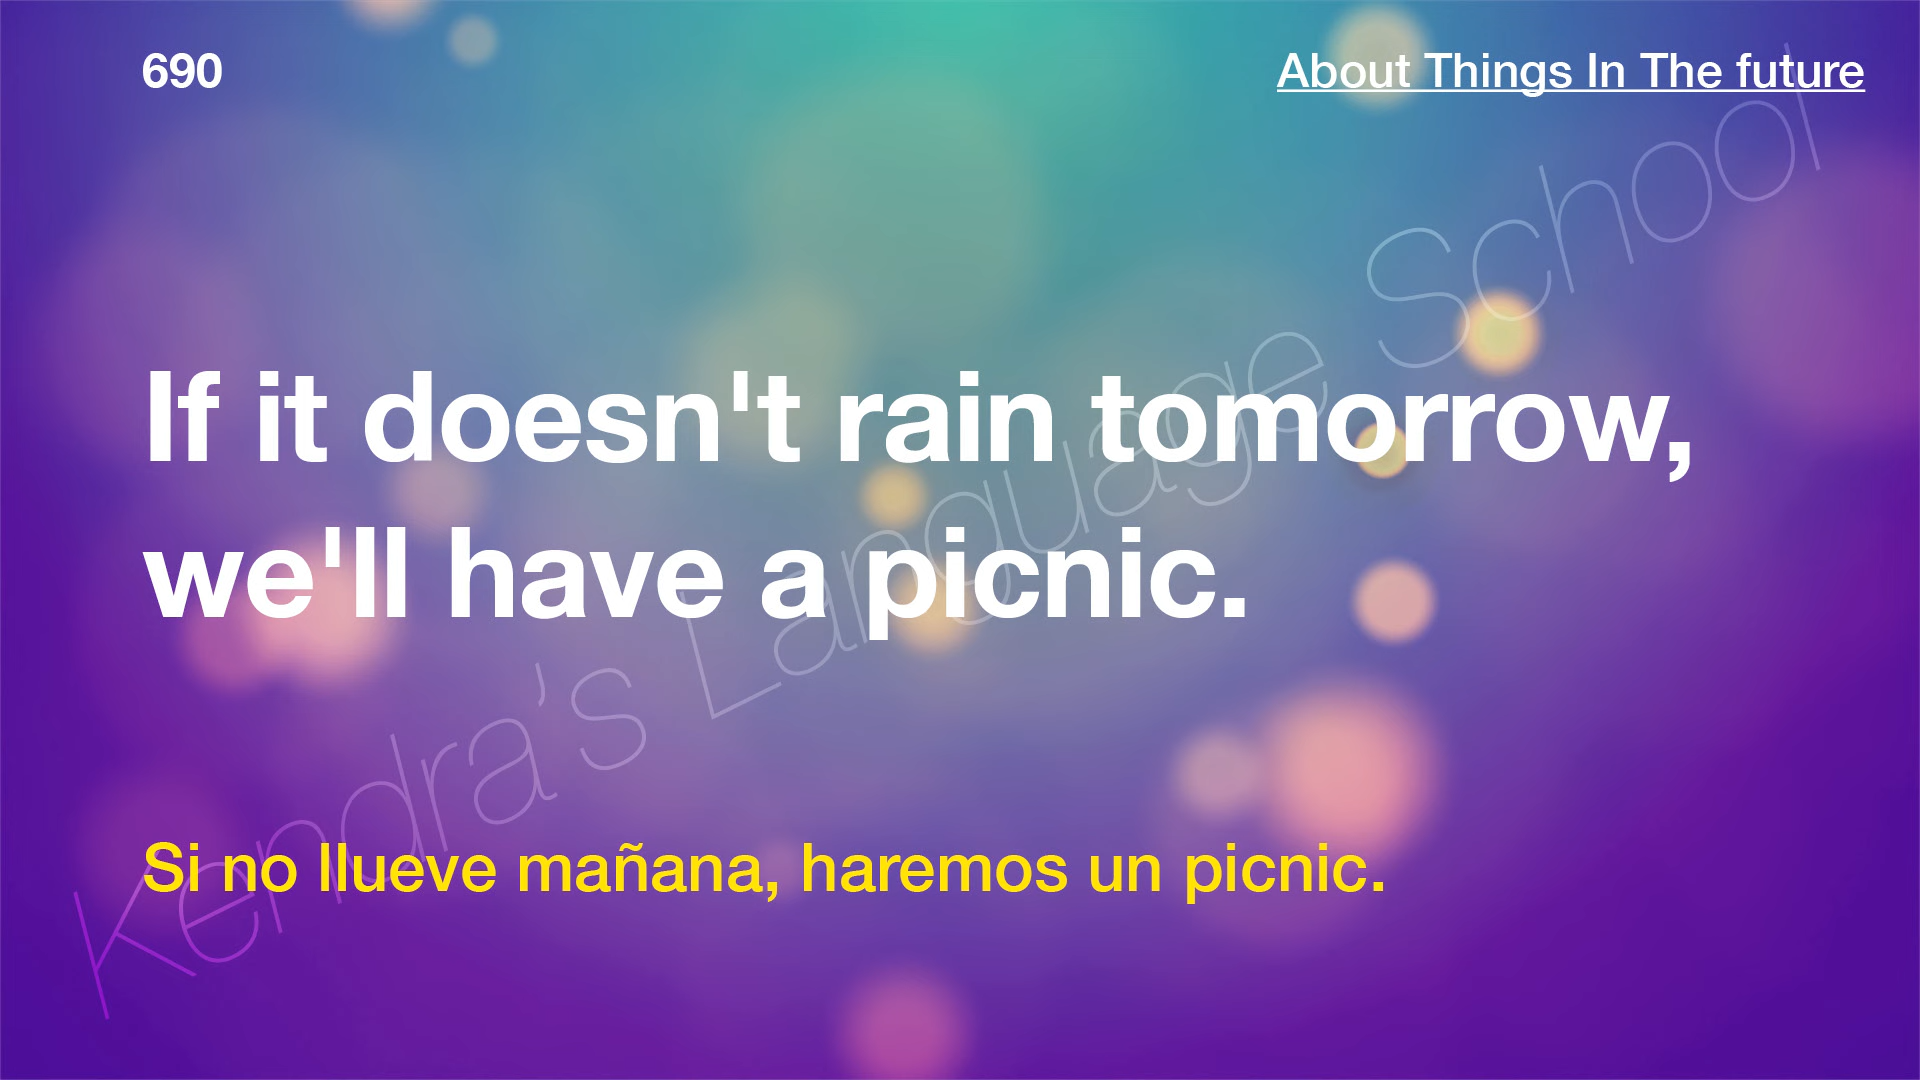 690
About Things In The future
If it doesn't rain tomorrow,
we'll have a picnic.
Si no llueve mañana, haremos un picnic.
Kendra’s Language School